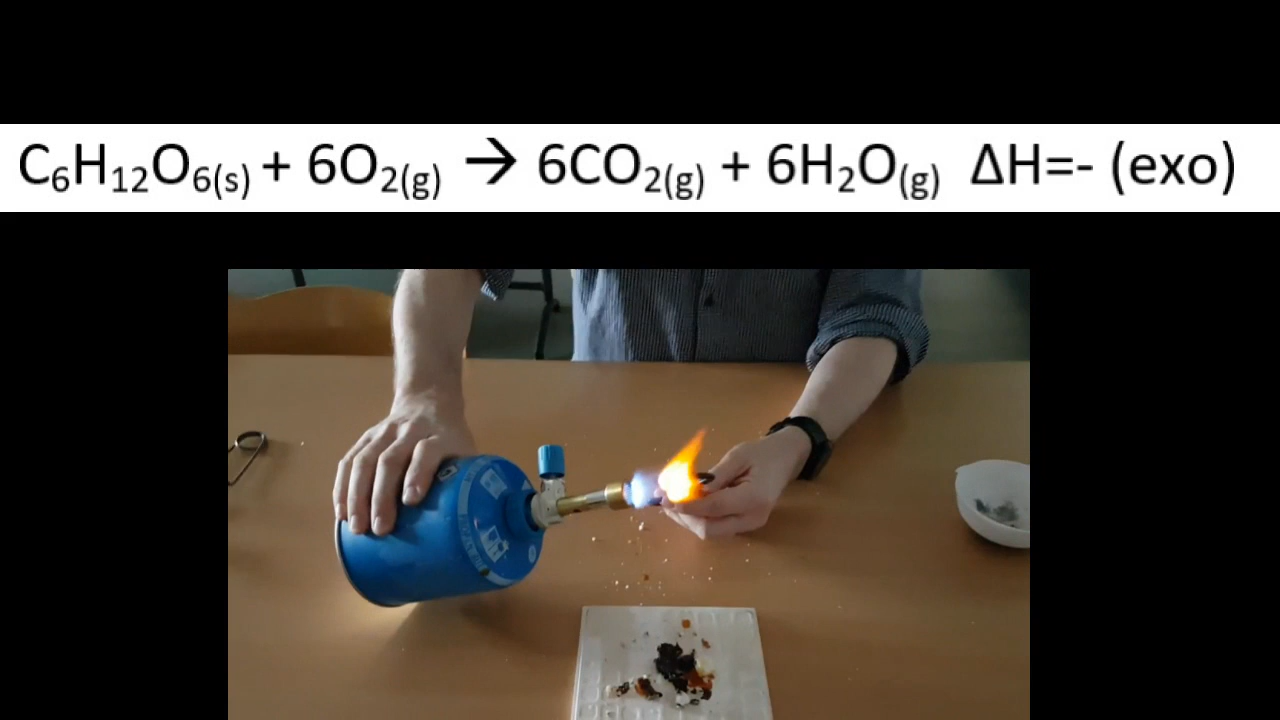 C₆H₁₂O₆₍ₛ₎ + 6O₂₍g₎ → 6CO₂₍g₎ + 6H₂O₍g₎ ΔH=- (exo)